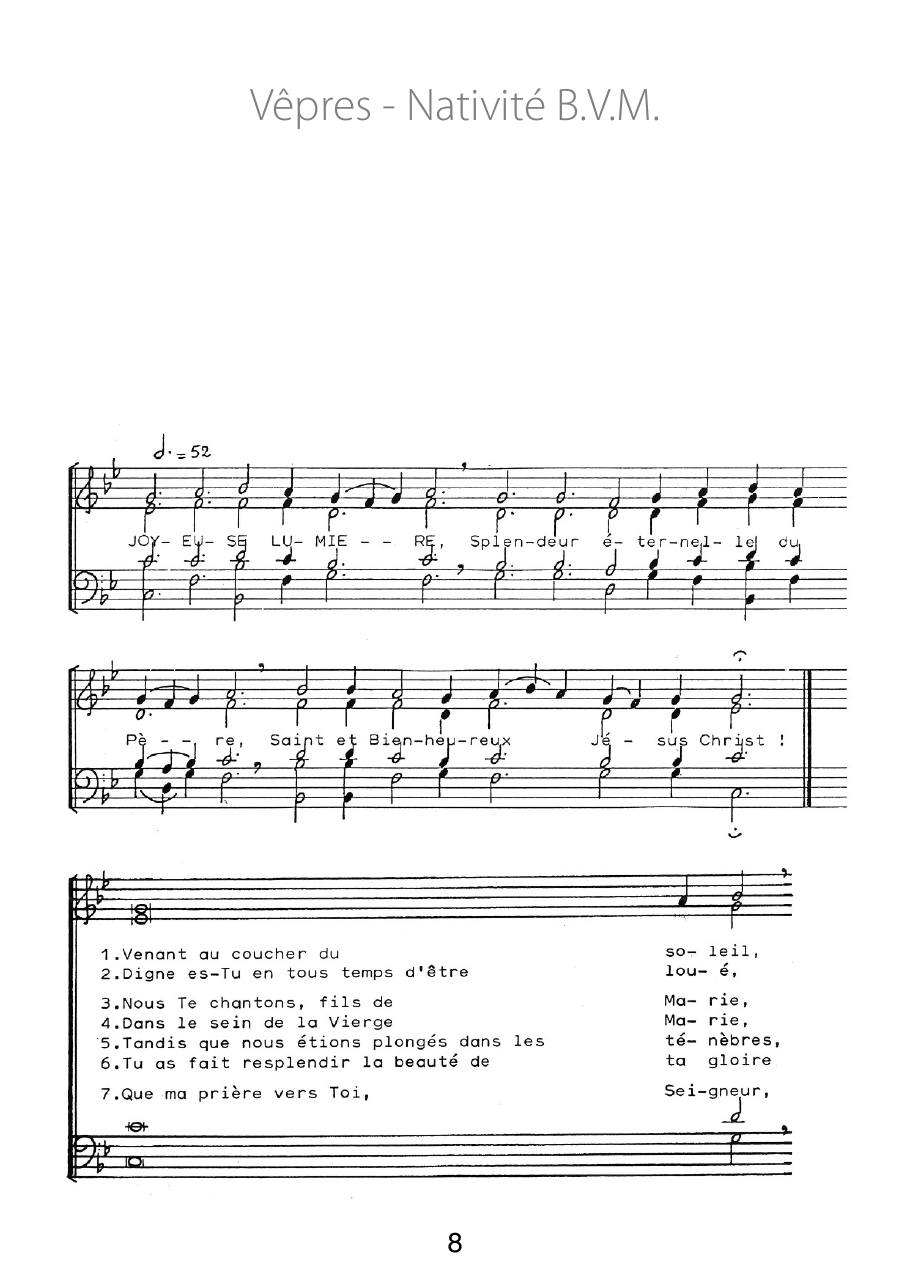 Vêpres - Nativité B.V.M.
𝅗𝅥. = 52
JOY- EU- SE LU- MIE - - RE, Splen-deur é- ter-nel- le du
Pè - - re, Saint et Bien-heu-reux Jé - sus Christ !
1.Venant au coucher du so- leil,
2.Digne es-Tu en tous temps d'être lou- é,
3.Nous Te chantons, fils de Ma- rie,
4.Dans le sein de la Vierge Ma- rie,
5.Tandis que nous étions plongés dans les té- nèbres,
6.Tu as fait resplendir la beauté de ta gloire
7.Que ma prière vers Toi, Sei-gneur,
8